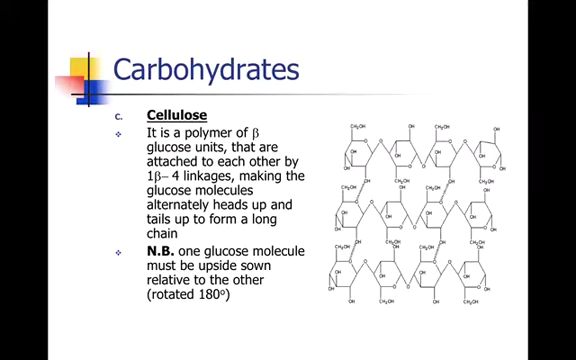 Carbohydrates
c. Cellulose
It is a polymer of β
glucose units, that are
attached to each other by
1β– 4 linkages, making the
glucose molecules
alternately heads up and
tails up to form a long
chain
N.B. one glucose molecule
must be upside sown
relative to the other
(rotated 180°)